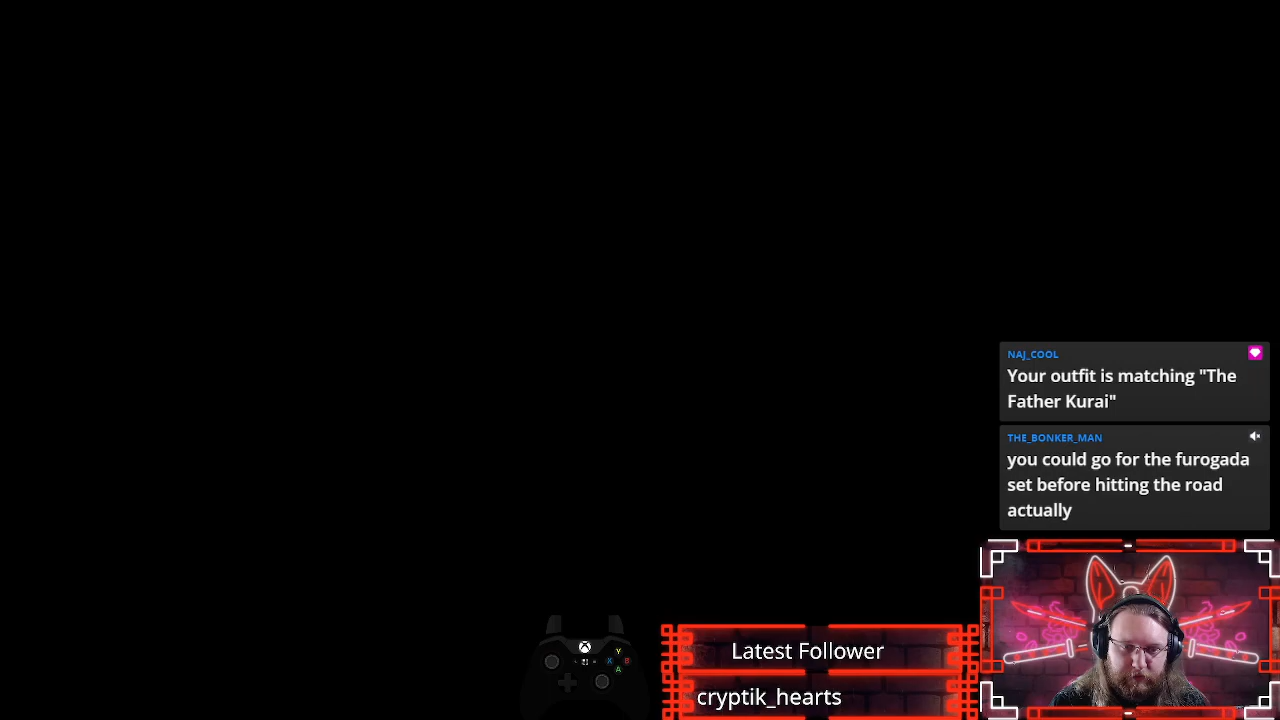 NAJ_COOL
Your outfit is matching "The
Father Kurai"
THE_BONKER_MAN
you could go for the furogada
set before hitting the road
actually
Y
X
B
A
Latest Follower
cryptik_hearts